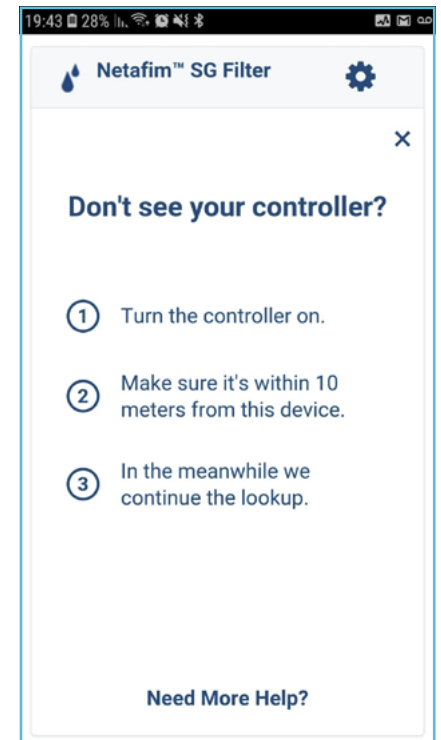 19:43 28%
Netafim™ SG Filter
Don't see your controller?
1 Turn the controller on.
2 Make sure it's within 10
meters from this device.
3 In the meanwhile we
continue the lookup.
Need More Help?